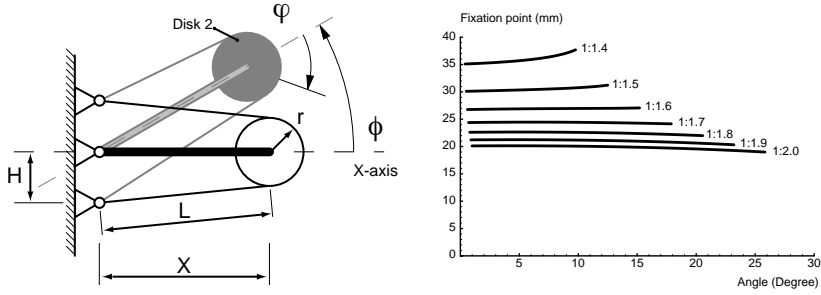 Disk 2
φ
r
ϕ
X-axis
H
L
X
Fixation point (mm)
40
35
30
25
20
15
10
5
0
1:1.4
1:1.5
1:1.6
1:1.7
1:1.8
1:1.9
1:2.0
5
10
15
20
25
30
Angle (Degree)